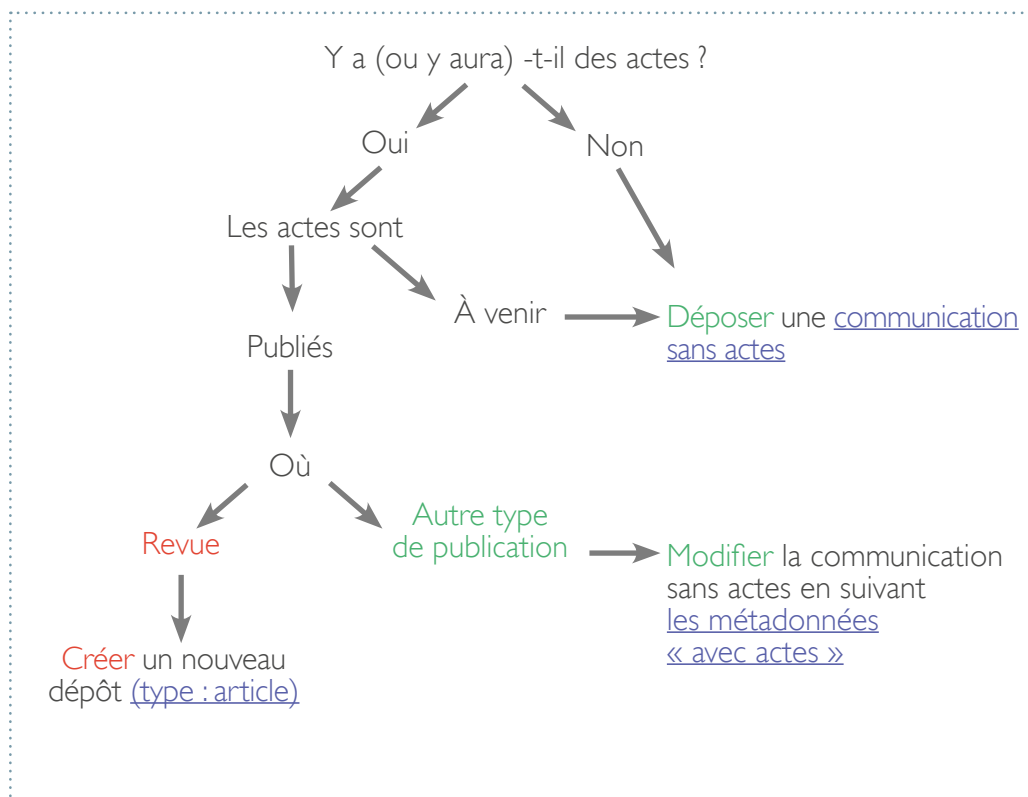 Y a (ou y aura) -t-il des actes ?
Oui
Non
Les actes sont
À venir
Déposer une communication
sans actes
Publiés
Où
Revue
Autre type
de publication
Modifier la communication
sans actes en suivant
les métadonnées
« avec actes »
Créer un nouveau
dépôt (type : article)